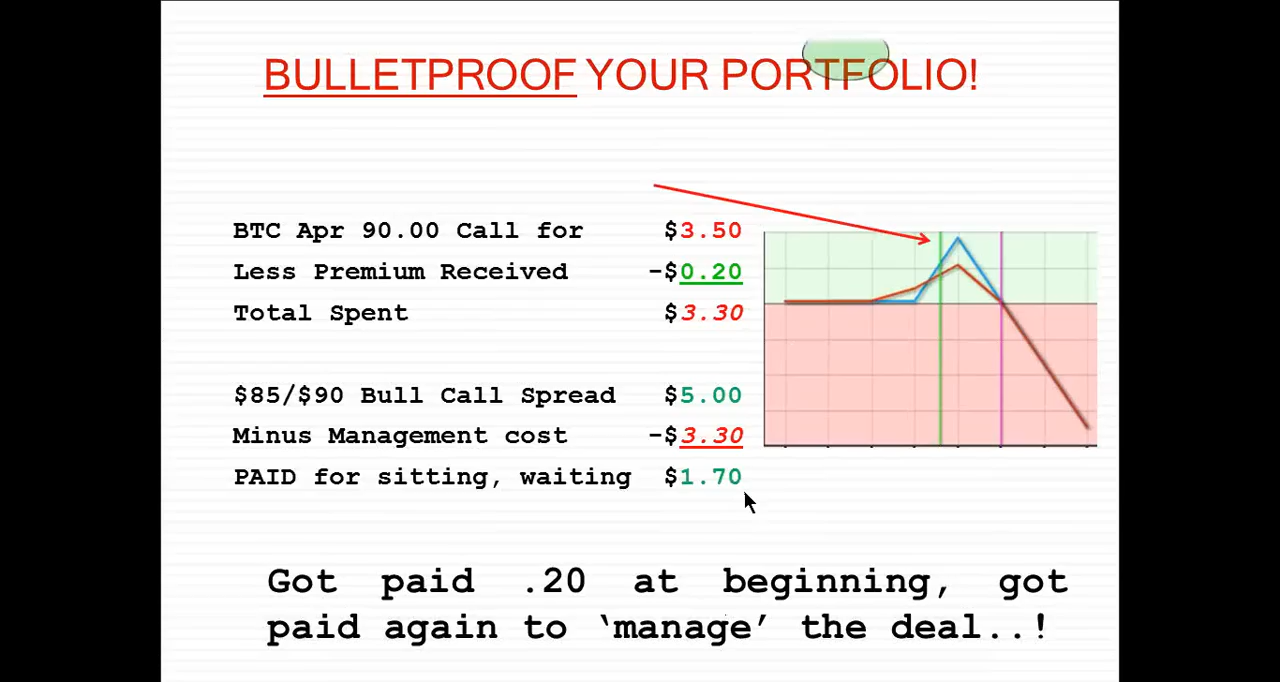 BULLETPROOF YOUR PORTFOLIO!
BTC Apr 90.00 Call for $3.50
Less Premium Received -$0.20
Total Spent $3.30
$85/$90 Bull Call Spread $5.00
Minus Management cost -$3.30
PAID for sitting, waiting $1.70
Got paid .20 at beginning, got
paid again to ‘manage’ the deal..!